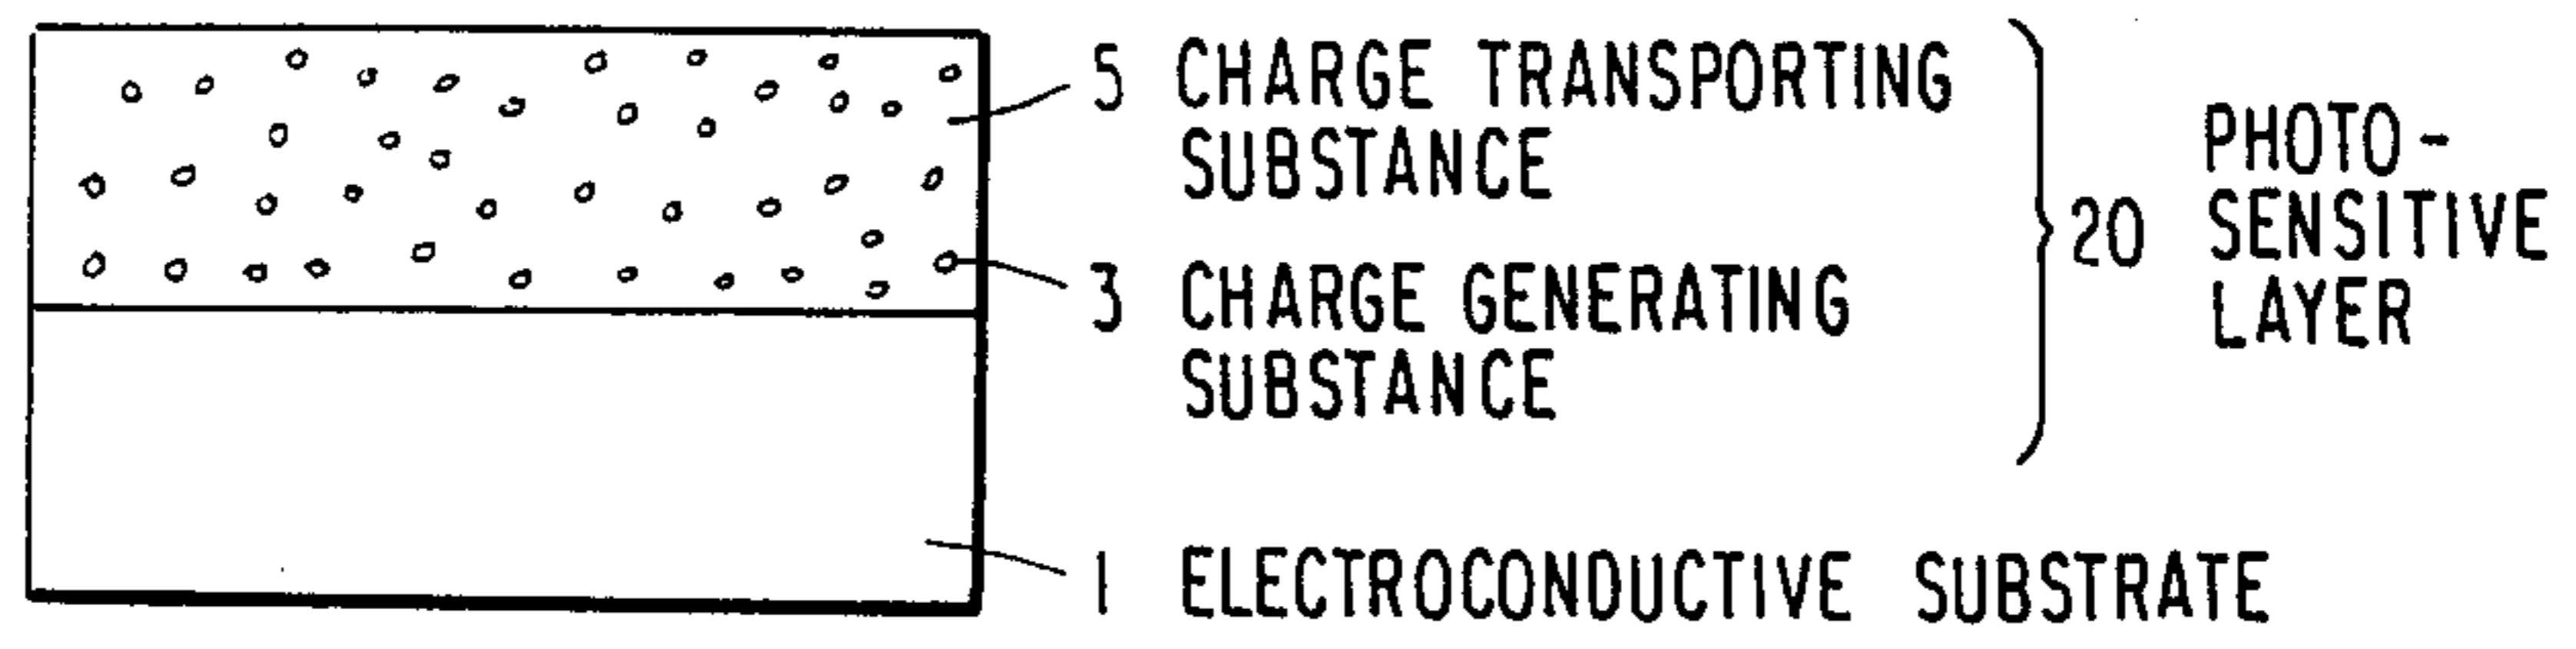 5 CHARGE TRANSPORTING
SUBSTANCE
3 CHARGE GENERATING
SUBSTANCE
20 PHOTO-
SENSITIVE
LAYER
1 ELECTROCONDUCTIVE SUBSTRATE